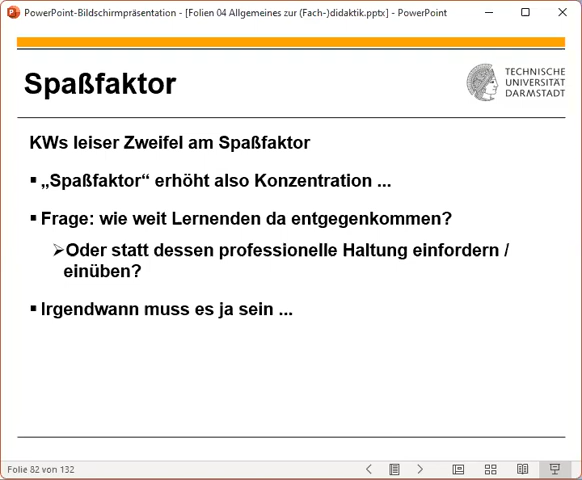 PowerPoint-Bildschirmpräsentation - [Folien 04 Allgemeines zur (Fach-)didaktik.pptx] - PowerPoint
Spaßfaktor
TECHNISCHE
UNIVERSITÄT
DARMSTADT
KWs leiser Zweifel am Spaßfaktor
▪ „Spaßfaktor“ erhöht also Konzentration ...
▪ Frage: wie weit Lernenden da entgegenkommen?
➢Oder statt dessen professionelle Haltung einfordern /
einüben?
▪ Irgendwann muss es ja sein ...
Folie 82 von 132